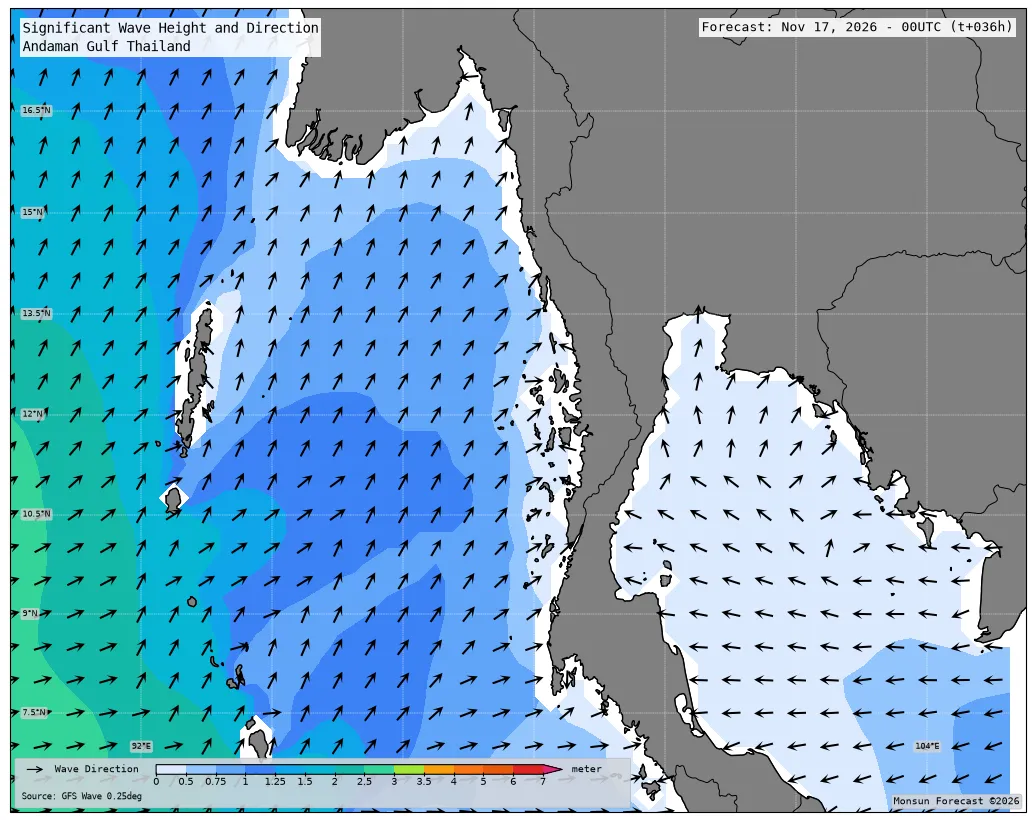 Significant Wave Height and Direction
Andaman Gulf Thailand
Forecast: Nov 17, 2026 - 00UTC (t+036h)
16.5°N
15°N
13.5°N
12°N
10.5°N
9°N
7.5°N
92°E
104°E
Wave Direction
0 0.5 0.75 1 1.25 1.5 2 2.5 3 3.5 4 5 6 7
meter
Source: GFS Wave 0.25deg
Monsun Forecast ©2026